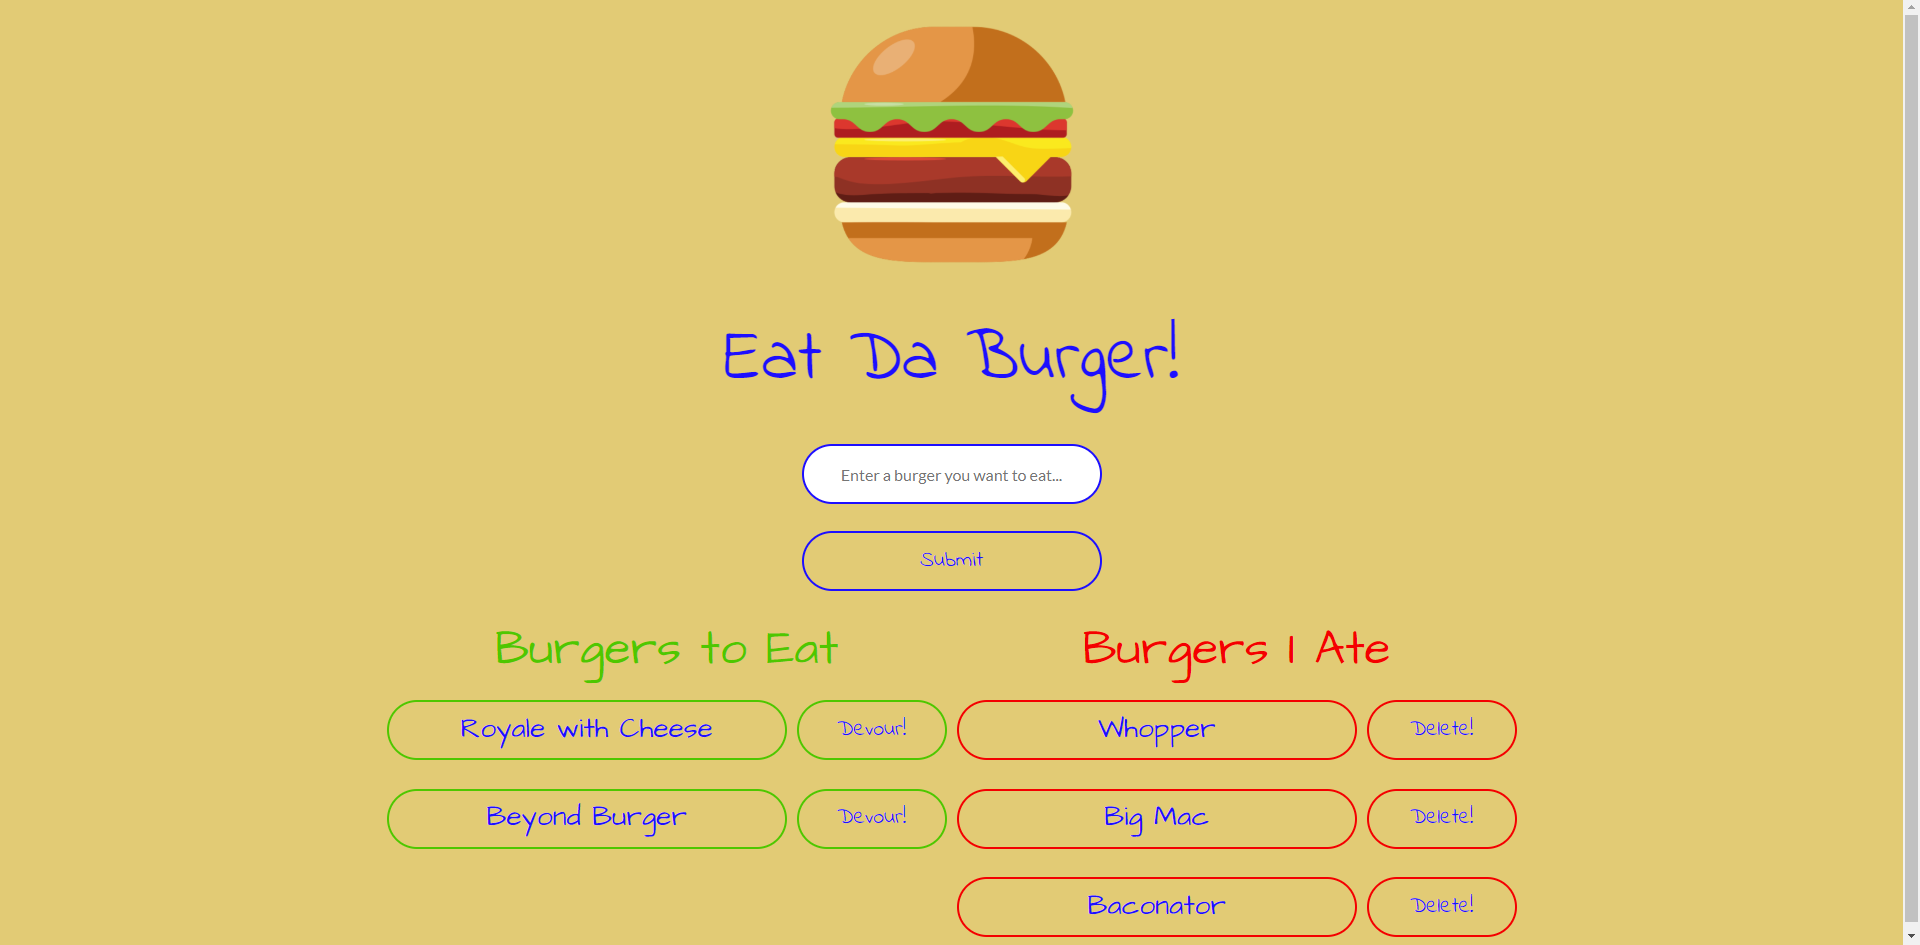 Eat Da Burger!
Enter a burger you want to eat...
Submit
Burgers to Eat
Royale with Cheese
Devour!
Beyond Burger
Devour!
Burgers I Ate
Whopper
Delete!
Big Mac
Delete!
Baconator
Delete!